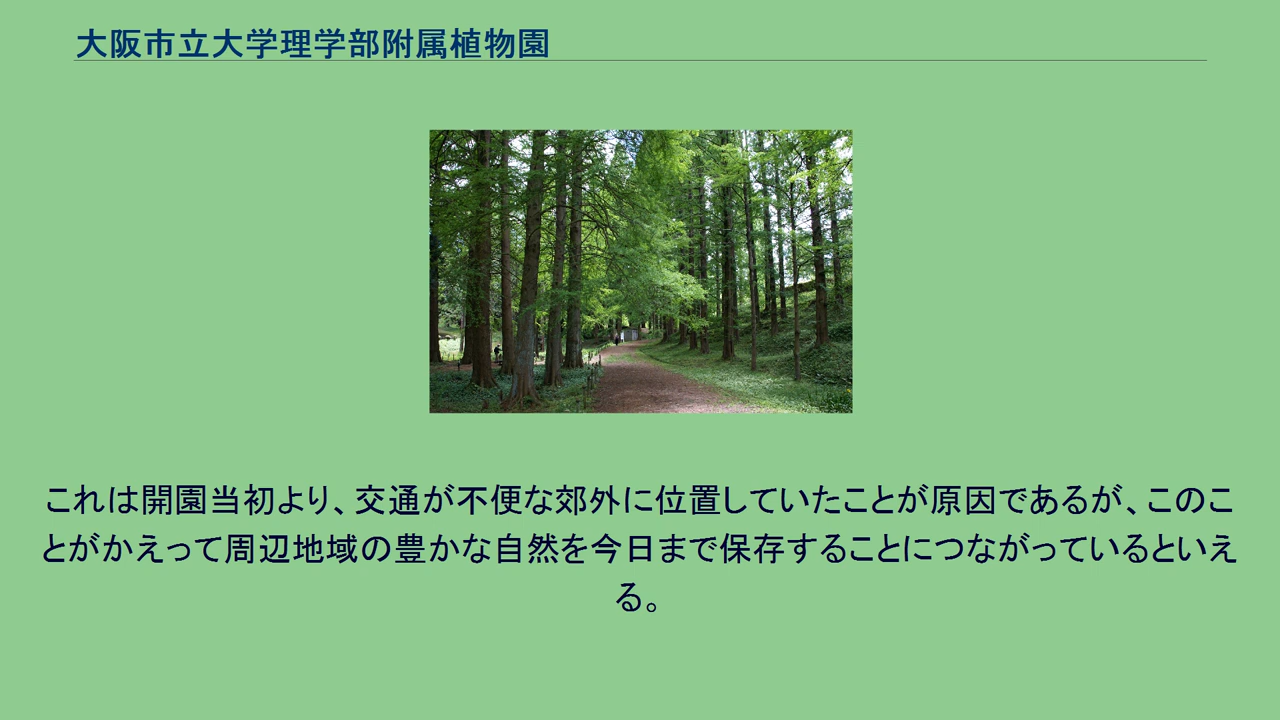 大阪市立大学理学部附属植物園
これは開園当初より、交通が不便な郊外に位置していたことが原因であるが、このこ
とがかえって周辺地域の豊かな自然を今日まで保存することにつながっているといえ
る。